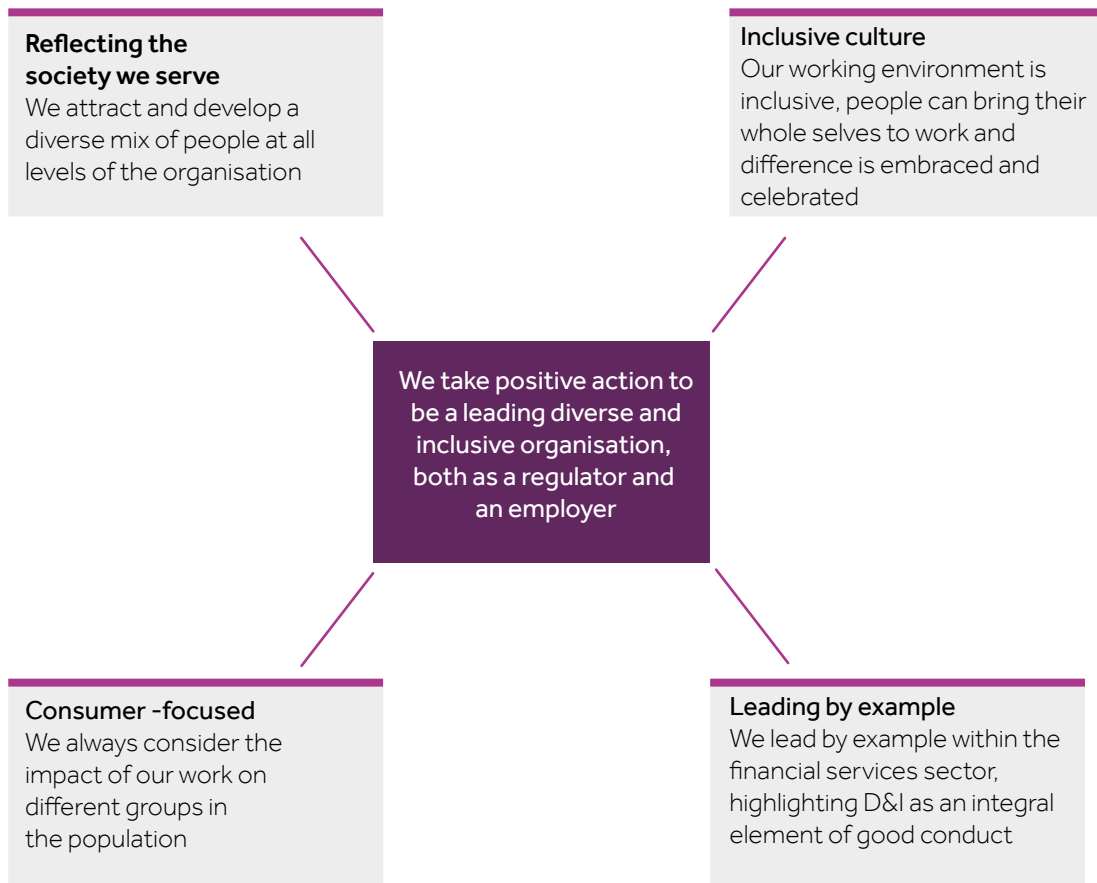 Reflecting the
society we serve
We attract and develop a
diverse mix of people at all
levels of the organisation
Inclusive culture
Our working environment is
inclusive, people can bring their
whole selves to work and
difference is embraced and
celebrated
We take positive action to
be a leading diverse and
inclusive organisation,
both as a regulator and
an employer
Consumer -focused
We always consider the
impact of our work on
different groups in
the population
Leading by example
We lead by example within the
financial services sector,
highlighting D&I as an integral
element of good conduct